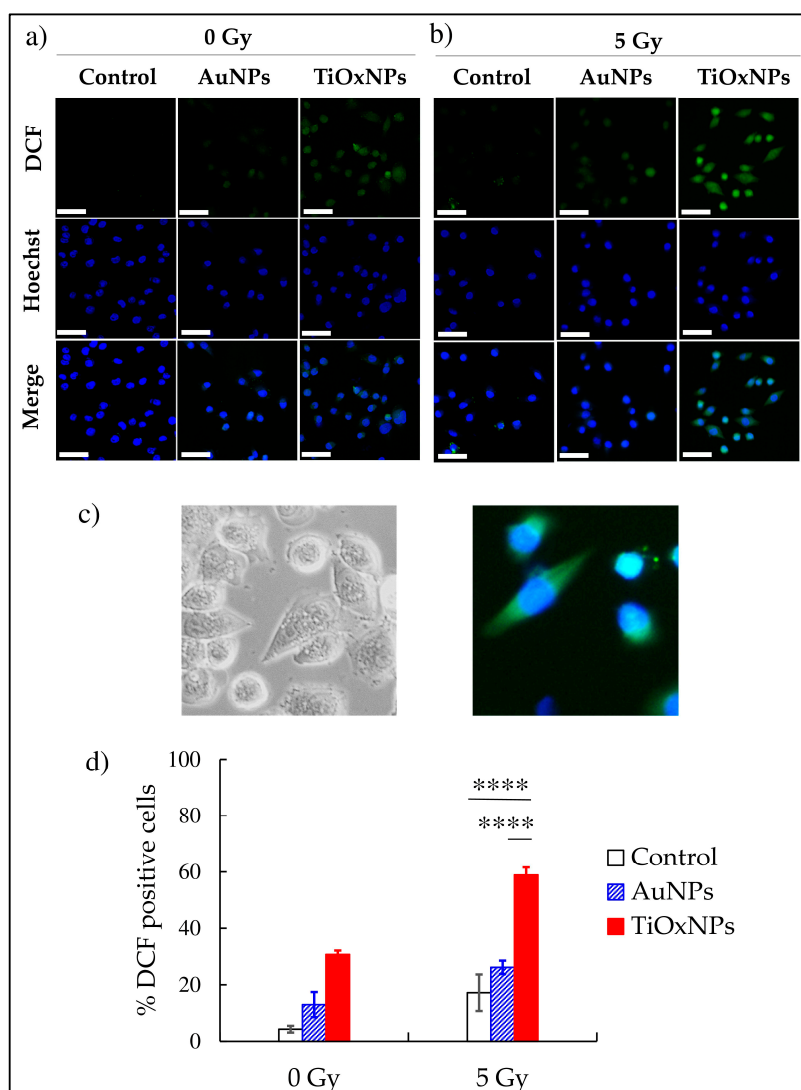 a)
0 Gy
b)
5 Gy
Control
AuNPs
TiOxNPs
Control
AuNPs
TiOxNPs
DCF
Hoechst
Merge
c)
d)
% DCF positive cells
100
80
60
40
20
0
****
****
Control
AuNPs
TiOxNPs
0 Gy
5 Gy